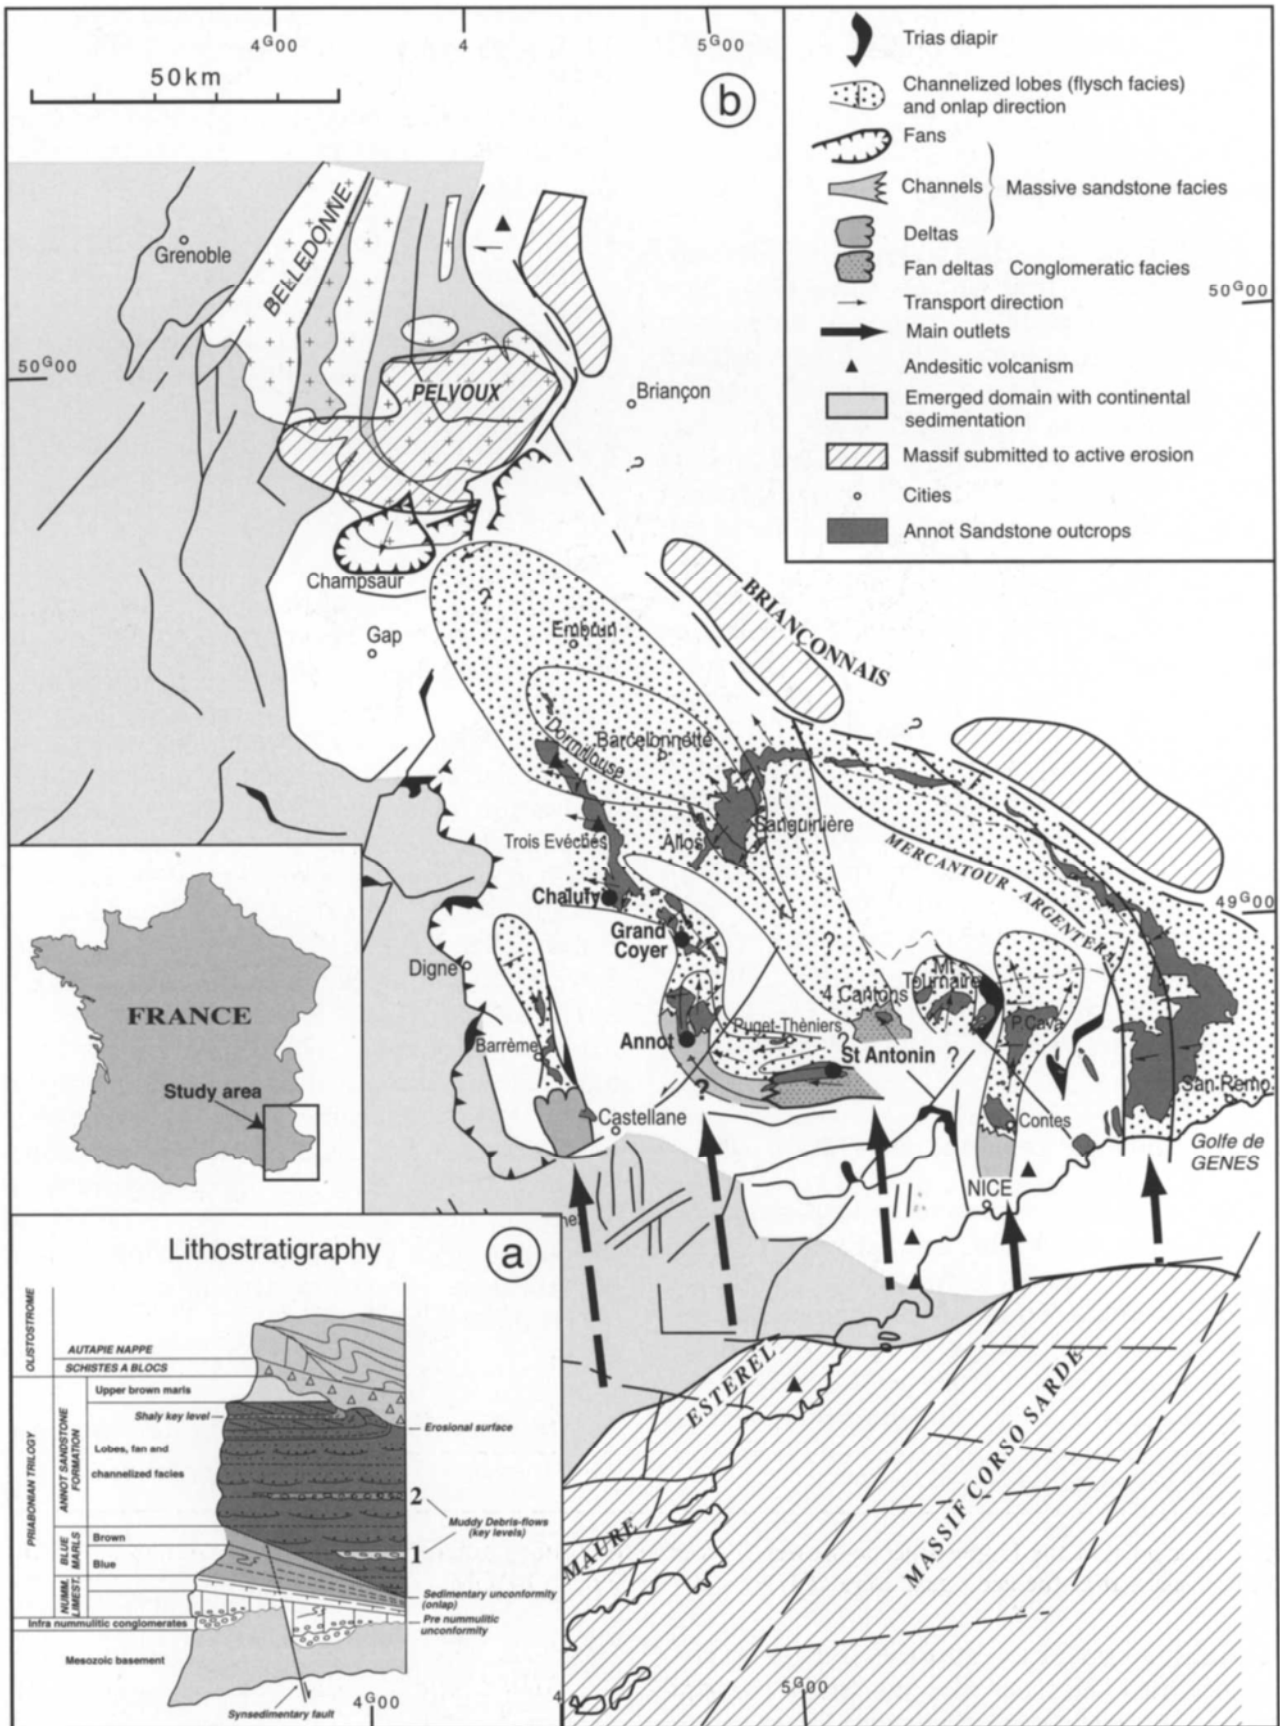 4ᴳ00
4
5ᴳ00
50km
b
Trias diapir
Channelized lobes (flysch facies)
and onlap direction
Fans
Channels
Massive sandstone facies
Deltas
Fan deltas Conglomeratic facies
Transport direction
Main outlets
Andesitic volcanism
Emerged domain with continental
sedimentation
Massif submitted to active erosion
Cities
Annot Sandstone outcrops
50ᴳ00
50ᴳ00
Grenoble
BELLEDONNE
PELVOUX
Briançon
?
Champsaur
?
Gap
Embrun
BRIANÇONNAIS
?
Dormillouse
Barcelonnette
Trois Evêchés
Allos
Sanguinière
MERCANTOUR - ARGENTERA
49ᴳ00
Chalufy
Grand
Coyer
?
Digne
Mt
Tournaire
4 Cantons
P. Cava
Annot
Puget-Théniers
?
St Antonin
?
Barrème
?
San Remo
Castellane
Contes
Golfe de
GENES
NICE
FRANCE
Study area
ESTEREL
MAURE
MASSIF CORSO SARDE
5ᴳ00
4
Lithostratigraphy
a
OLISTOSTROME
AUTAPIE NAPPE
SCHISTES A BLOCS
PRIABONIAN TRILOGY
ANNOT SANDSTONE
FORMATION
Upper brown marls
Shaly key level
Erosional surface
Lobes, fan and
channelized facies
2
Muddy Debris-flows
(key levels)
1
BLUE
MARLS
Brown
Blue
NUMM.
LIMEST.
Sedimentary unconformity
(onlap)
Infra nummulitic conglomerates
Pre nummulitic
unconformity
Mesozoic basement
Synsedimentary fault
4ᴳ00